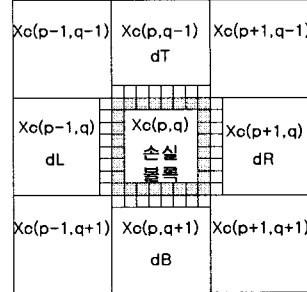 Xc(p-1,q-1) Xc(p,q-1) Xc(p+1,q-1)
dT
Xc(p-1,q) Xc(p,q) Xc(p+1,q)
dL 손실 dR
블록
Xc(p-1,q+1) Xc(p,q+1) Xc(p+1,q+1)
dB